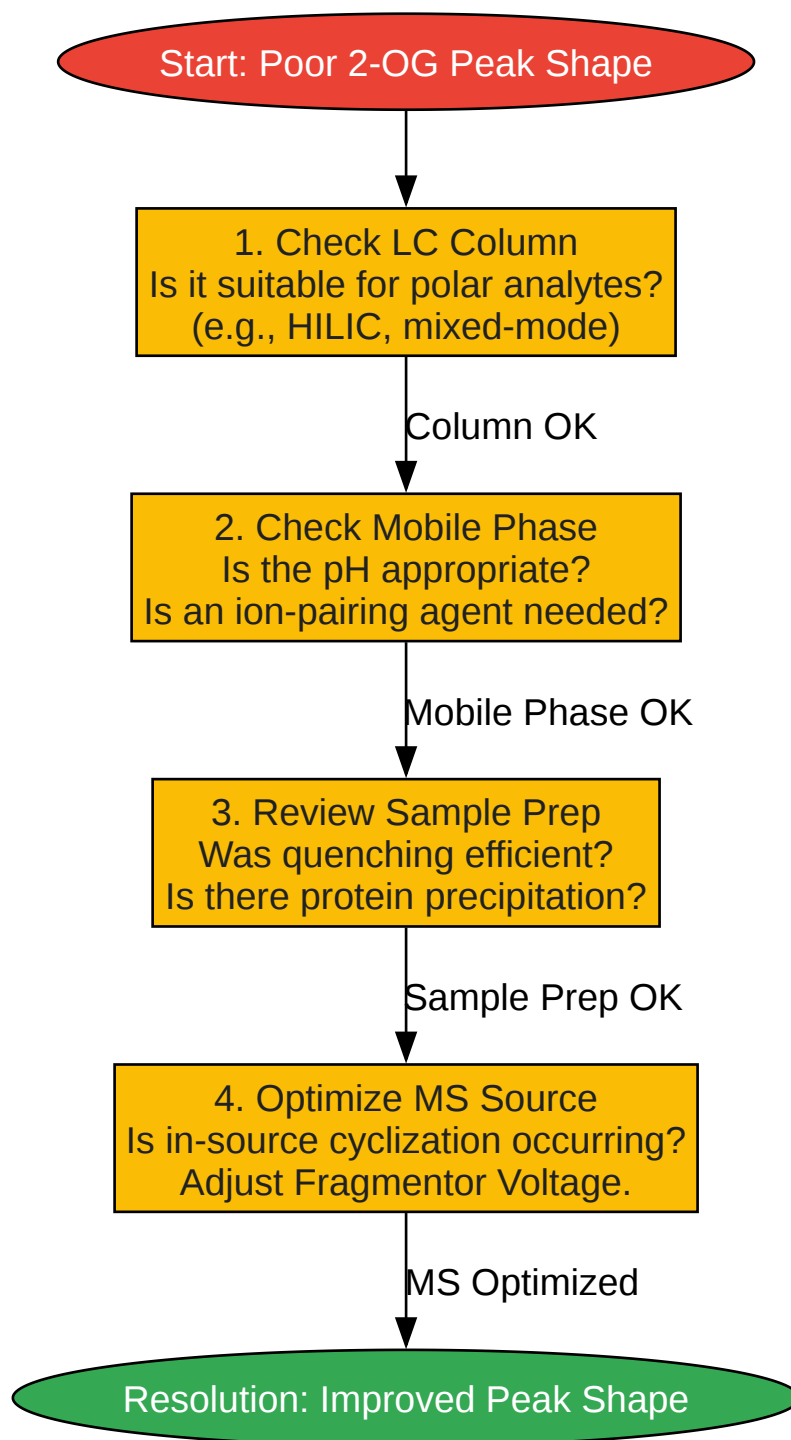 Start: Poor 2-OG Peak Shape
1. Check LC Column
Is it suitable for polar analytes?
(e.g., HILIC, mixed-mode)
Column OK
2. Check Mobile Phase
Is the pH appropriate?
Is an ion-pairing agent needed?
Mobile Phase OK
3. Review Sample Prep
Was quenching efficient?
Is there protein precipitation?
Sample Prep OK
4. Optimize MS Source
Is in-source cyclization occurring?
Adjust Fragmentor Voltage.
MS Optimized
Resolution: Improved Peak Shape